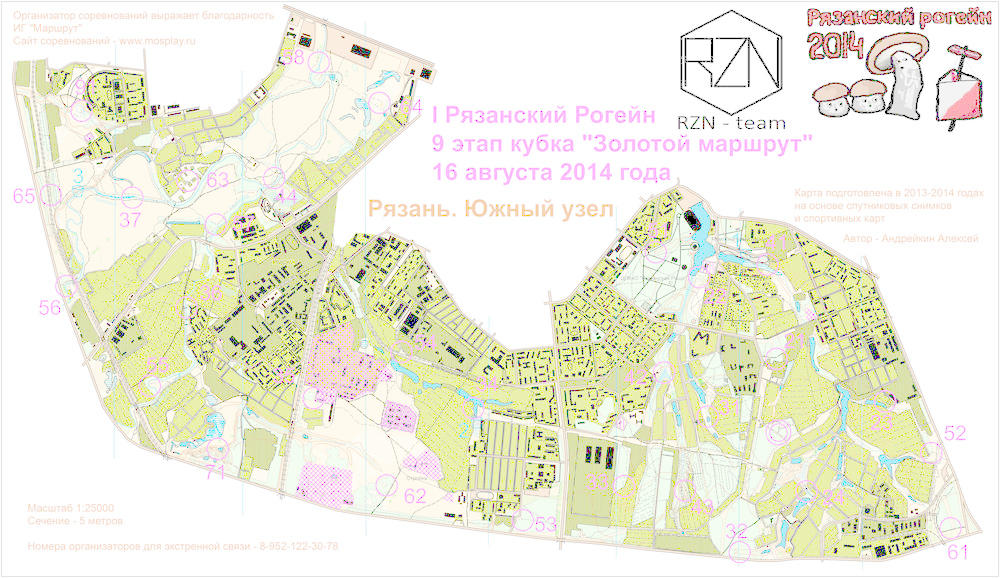 Организатор соревнований выражает благодарность
ИГ "Маршрут"
Сайт соревнований - www.mosplay.ru
RZN
RZN - team
Рязанский рогейн
2014
I Рязанский Рогейн
9 этап кубка "Золотой маршрут"
16 августа 2014 года
Рязань. Южный узел
Карта подготовлена в 2013-2014 годах
на основе спутниковых снимков
и спортивных карт
Автор - Андрейкин Алексей
65
37
63
44
56
71
62
53
32
52
61
Масштаб 1:25000
Сечение - 5 метров
Номера организаторов для экстренной связи - 8-952-122-30-78